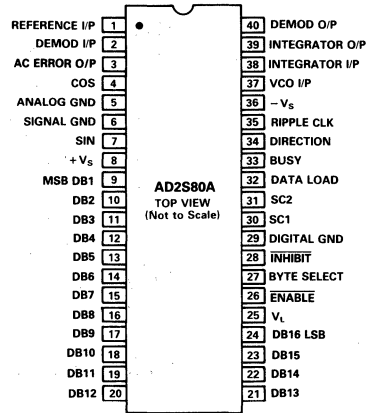 REFERENCE I/P 1
DEMOD I/P 2
AC ERROR O/P 3
COS 4
ANALOG GND 5
SIGNAL GND 6
SIN 7
+VS 8
MSB DB1 9
DB2 10
DB3 11
DB4 12
DB5 13
DB6 14
DB7 15
DB8 16
DB9 17
DB10 18
DB11 19
DB12 20
AD2S80A
TOP VIEW
(Not to Scale)
40 DEMOD O/P
39 INTEGRATOR O/P
38 INTEGRATOR I/P
37 VCO I/P
36 −VS
35 RIPPLE CLK
34 DIRECTION
33 BUSY
32 DATA LOAD
31 SC2
30 SC1
29 DIGITAL GND
28 INHIBIT
27 BYTE SELECT
26 ENABLE
25 VL
24 DB16 LSB
23 DB15
22 DB14
21 DB13